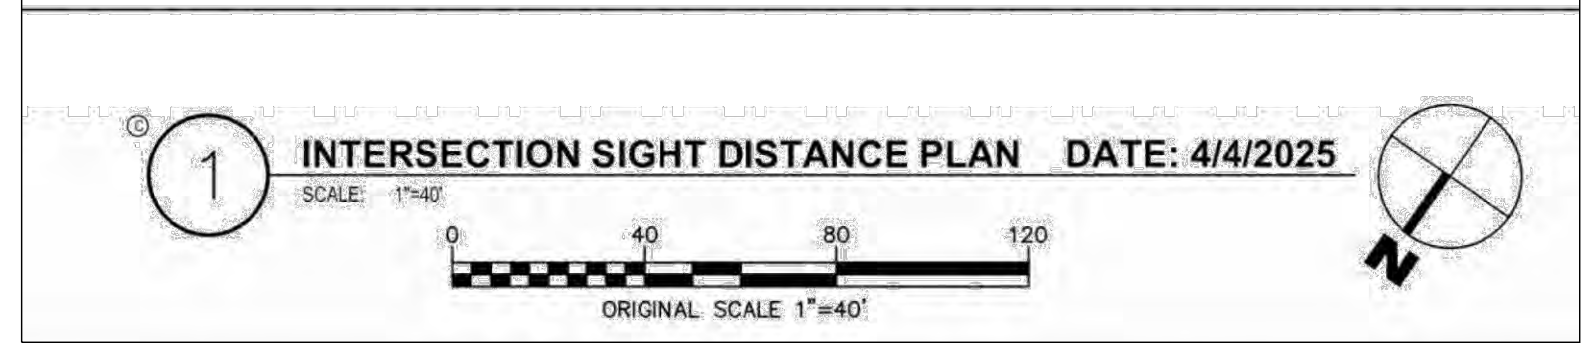 ©
1
INTERSECTION SIGHT DISTANCE PLAN DATE: 4/4/2025
SCALE: 1"=40'
0 40 80 120
ORIGINAL SCALE 1"=40'
N